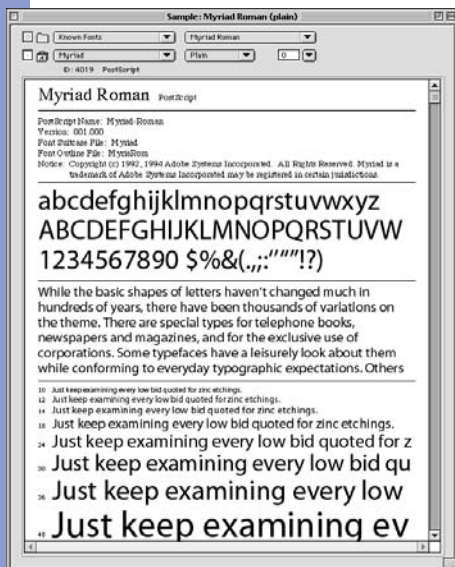 Sample: Myriad Roman (plain)
Known Fonts Myriad Roman
Myriad Plain 0
ID: 4019 PostScript
Myriad Roman PostScript
PostScript Name: Myriad-Roman
Version: 001.000
Font Suitcase File: Myriad
Font Outline File: MyriaRom
Notice: Copyright (c) 1992, 1994 Adobe Systems Incorporated. All Rights Reserved. Myriad is a
trademark of Adobe Systems Incorporated may be registered in certain jurisdictions.
abcdefghijklmnopqrstuvwxyz
ABCDEFGHIJKLMNOPQRSTUVW
1234567890 $%&(.,;:’”“”!?)
While the basic shapes of letters haven’t changed much in
hundreds of years, there have been thousands of variations on
the theme. There are special types for telephone books,
newspapers and magazines, and for the exclusive use of
corporations. Some typefaces have a leisurely look about them
while conforming to everyday typographic expectations. Others
10 Just keep examining every low bid quoted for zinc etchings.
12 Just keep examining every low bid quoted for zinc etchings.
14 Just keep examining every low bid quoted for zinc etchings.
18 Just keep examining every low bid quoted for zinc etchings.
24 Just keep examining every low bid quoted for z
30 Just keep examining every low bid qu
36 Just keep examining every low
48 Just keep examining ev